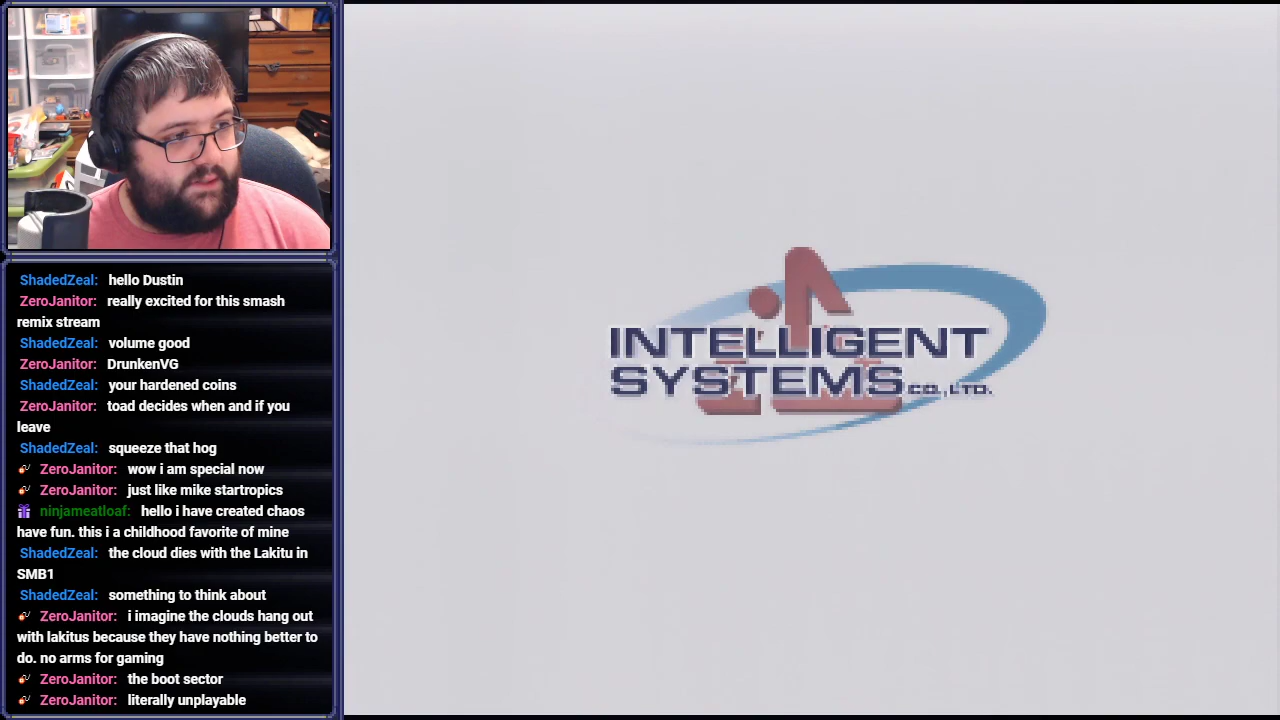 ShadedZeal: hello Dustin
ZeroJanitor: really excited for this smash
remix stream
ShadedZeal: volume good
ZeroJanitor: DrunkenVG
ShadedZeal: your hardened coins
ZeroJanitor: toad decides when and if you
leave
ShadedZeal: squeeze that hog
ZeroJanitor: wow i am special now
ZeroJanitor: just like mike startropics
ninjameatloaf: hello i have created chaos
have fun. this i a childhood favorite of mine
ShadedZeal: the cloud dies with the Lakitu in
SMB1
ShadedZeal: something to think about
ZeroJanitor: i imagine the clouds hang out
with lakitus because they have nothing better to
do. no arms for gaming
ZeroJanitor: the boot sector
ZeroJanitor: literally unplayable
INTELLIGENT
SYSTEMS CO., LTD.